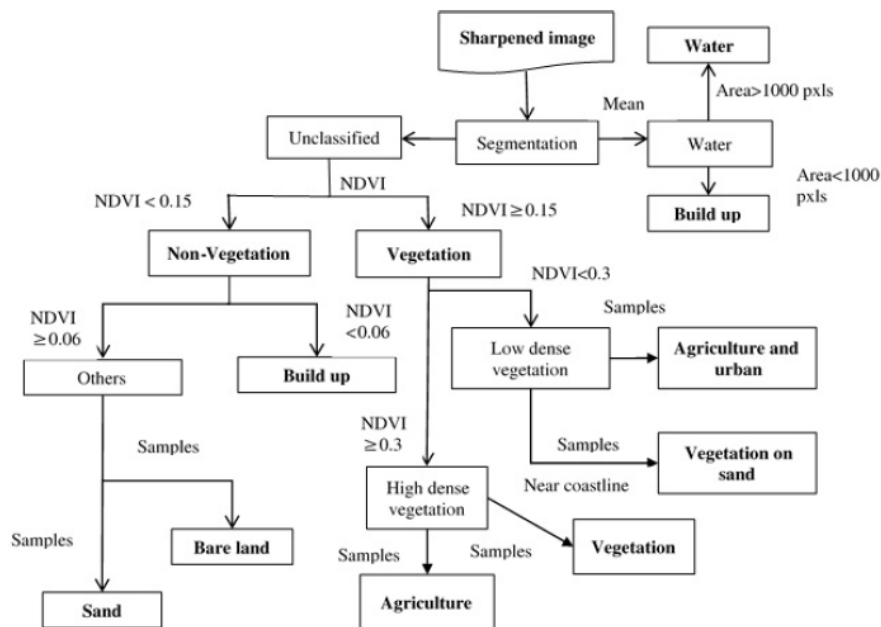 Sharpened image
Water
Mean
Area>1000 pxls
Unclassified
Segmentation
Water
NDVI
Area<1000
pxls
NDVI < 0.15
NDVI ≥ 0.15
Build up
Non-Vegetation
Vegetation
NDVI<0.3
NDVI
≥ 0.06
NDVI
<0.06
Samples
Low dense
vegetation
Agriculture and
urban
Others
Build up
NDVI
≥0.3
Samples
Samples
Vegetation on
sand
Near coastline
High dense
vegetation
Samples
Bare land
Samples
Samples
Vegetation
Sand
Agriculture